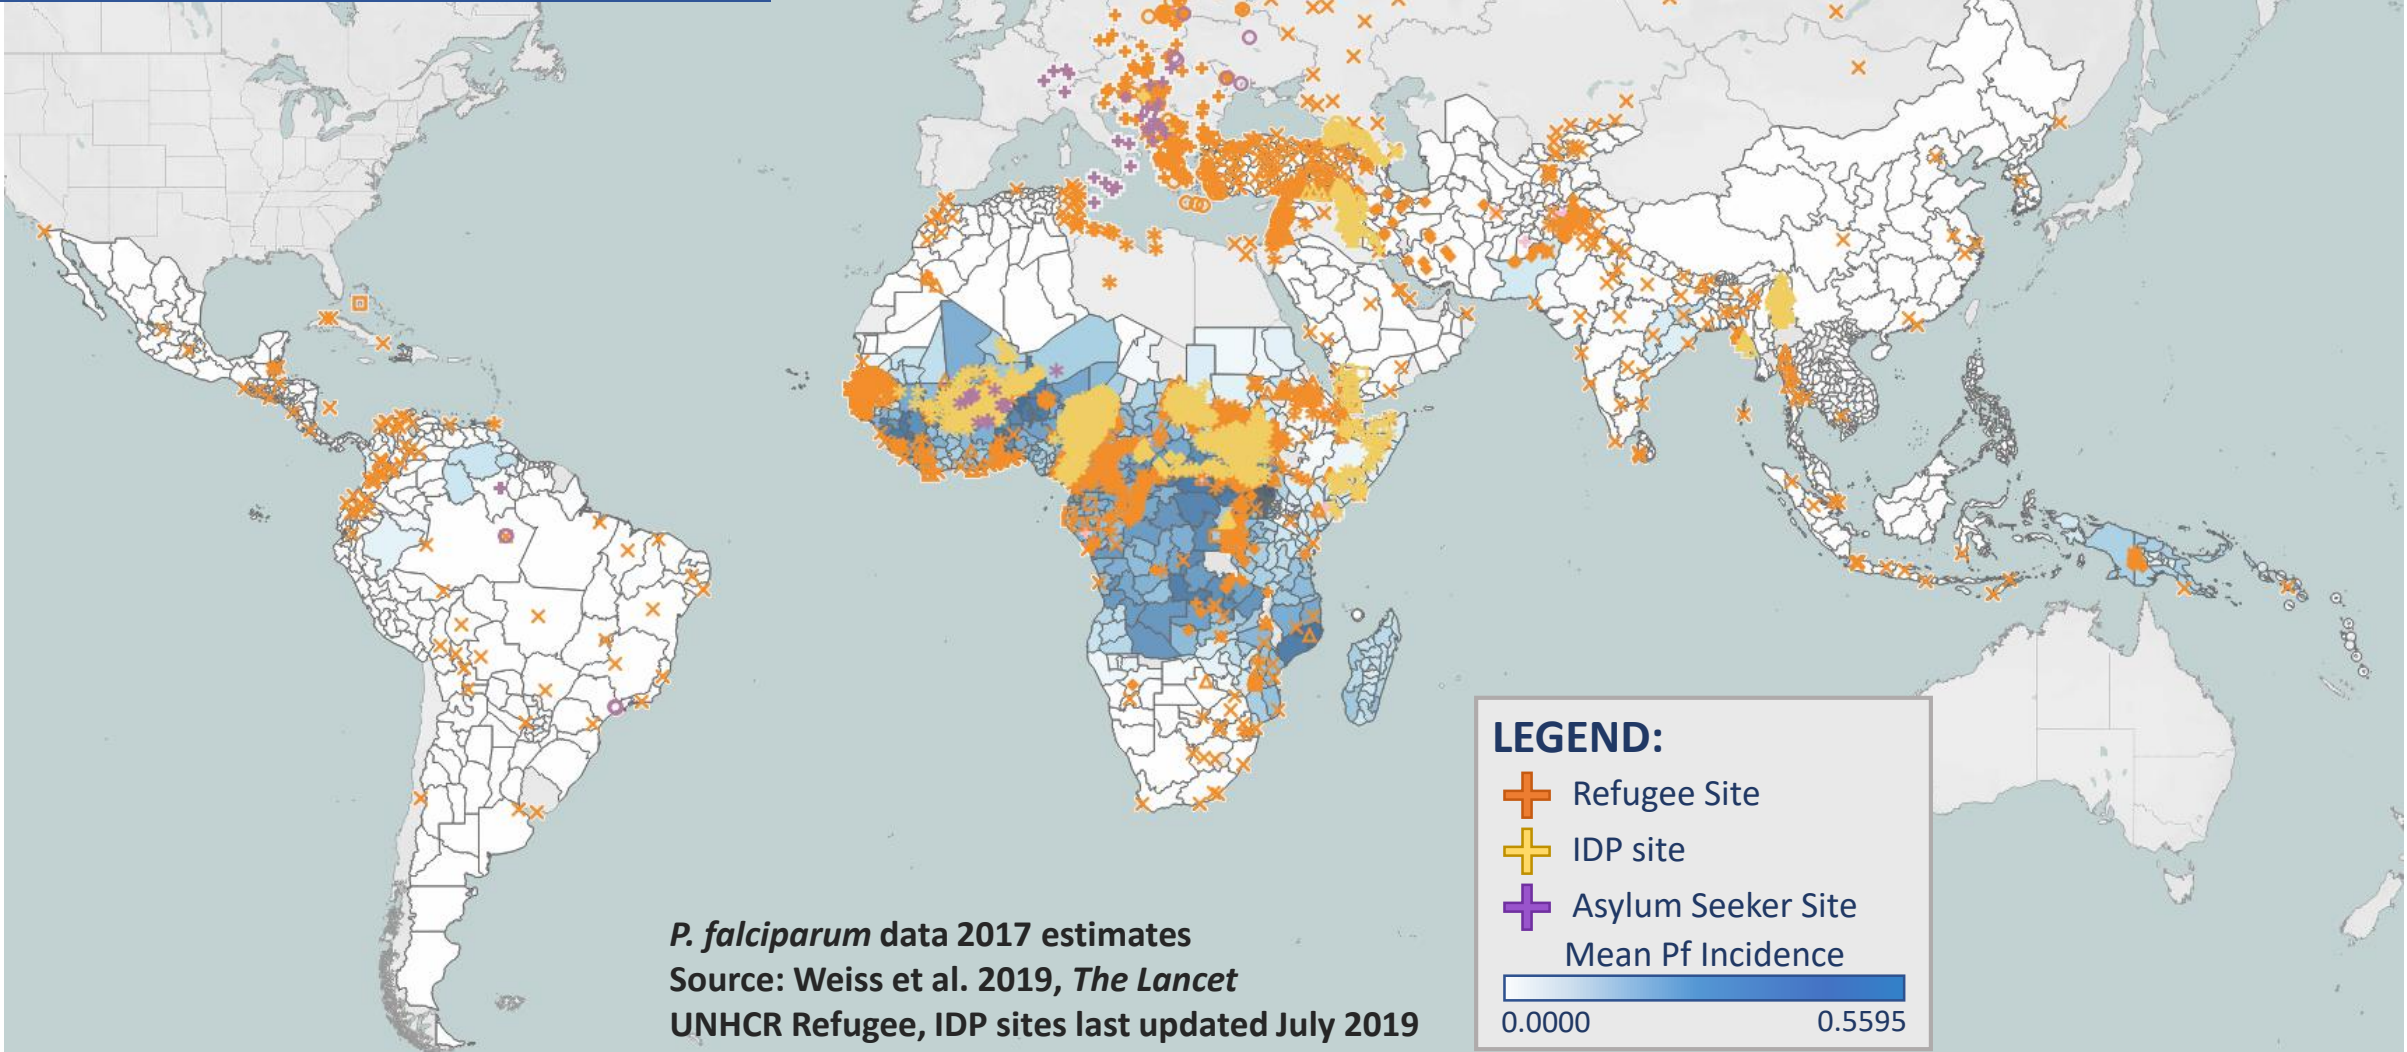 LEGEND:
Refugee Site
IDP site
Asylum Seeker Site
Mean Pf Incidence
0.0000 0.5595
P. falciparum data 2017 estimates
Source: Weiss et al. 2019, The Lancet
UNHCR Refugee, IDP sites last updated July 2019